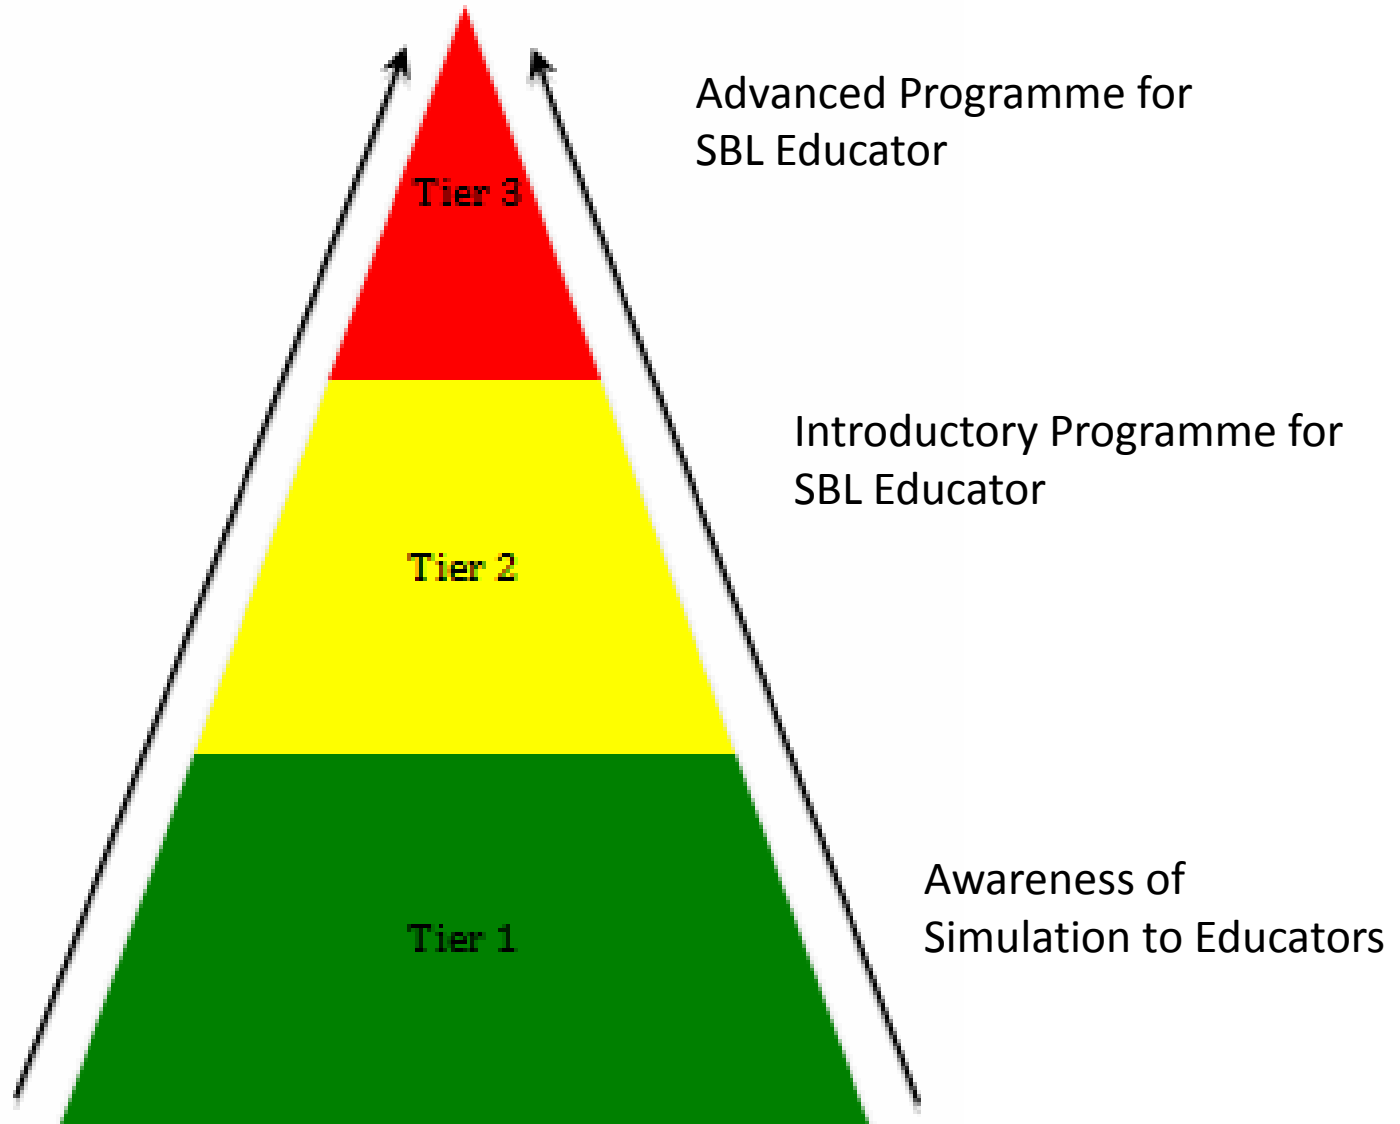 Advanced Programme for
SBL Educator
Tier 3
Introductory Programme for
SBL Educator
Tier 2
Awareness of
Simulation to Educators
Tier 1